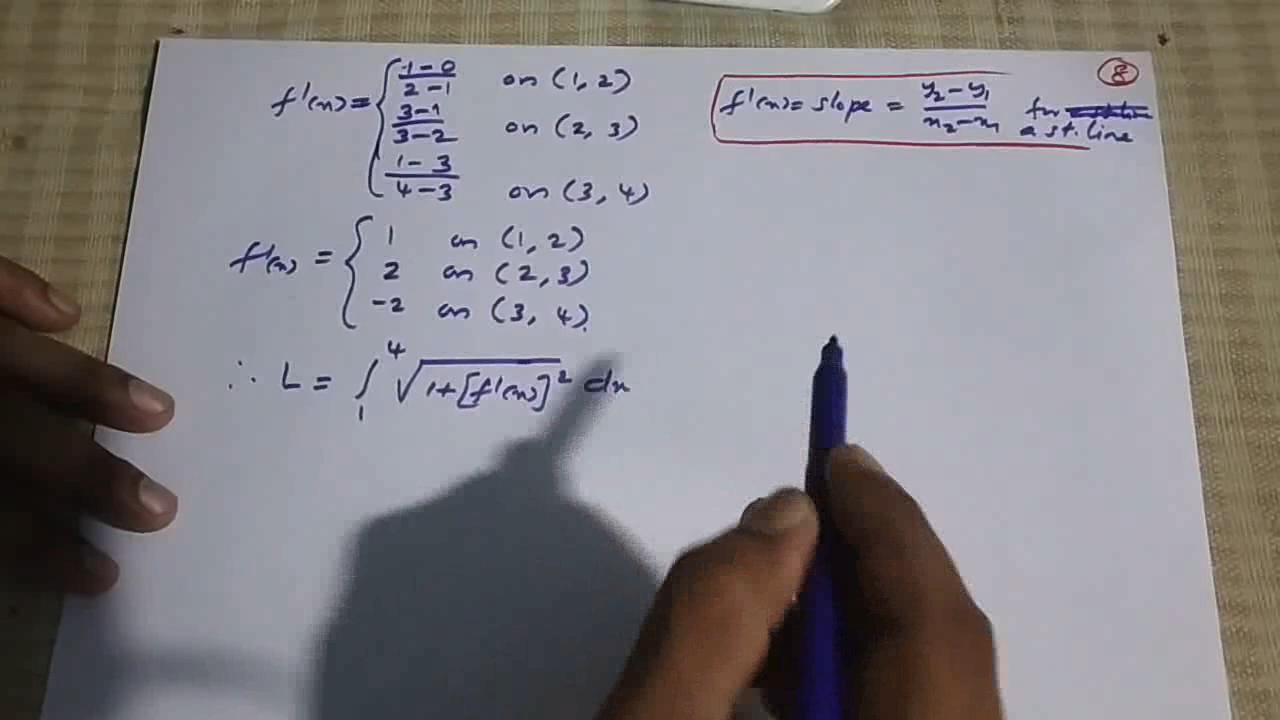 f'(x) = { (1-0)/(2-1) on (1, 2)
(3-1)/(3-2) on (2, 3)
(1-3)/(4-3) on (3, 4)
8
f'(x) = slope = (y₂-y₁)/(x₂-x₁) for
a st. line
f'(x) = { 1 on (1, 2)
2 on (2, 3)
-2 on (3, 4).
∴ L = ∫₁⁴ √(1+[f'(x)]²) dx